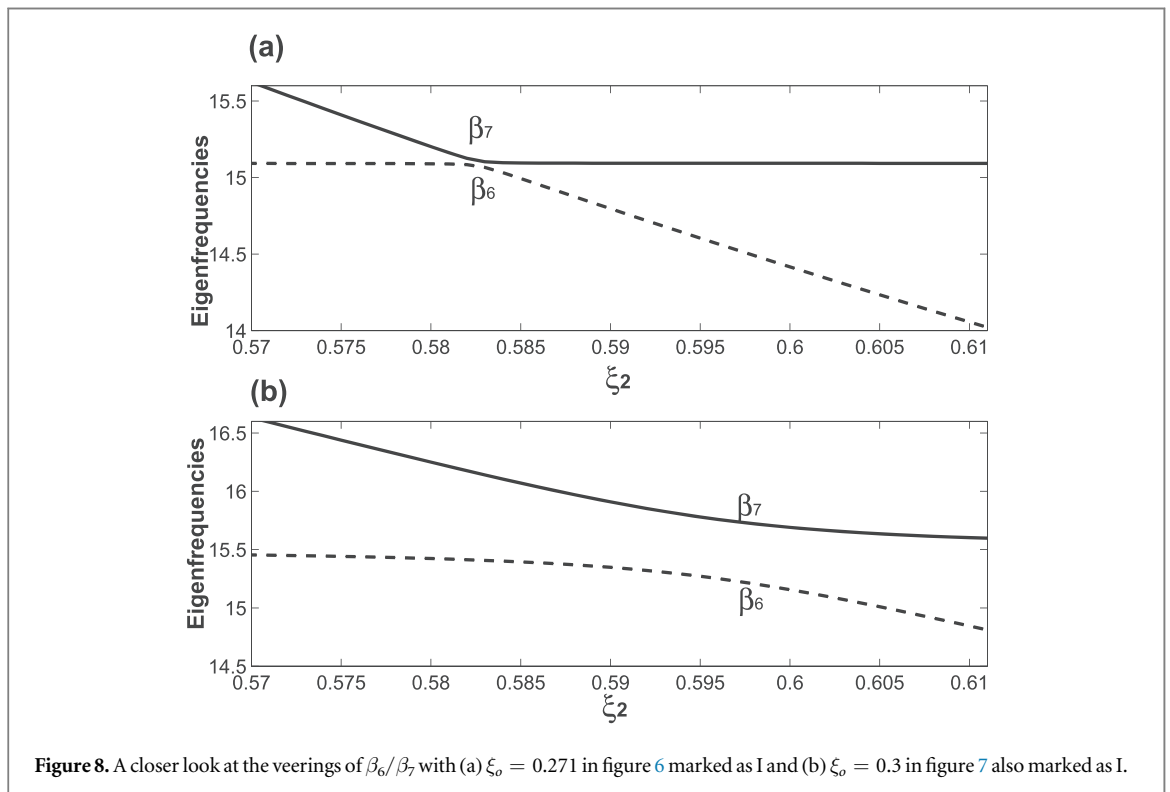 (a)
Eigenfrequencies
15.5
15
14.5
14
β7
β6
0.57 0.575 0.58 0.585 0.59 0.595 0.6 0.605 0.61
ξ2
(b)
Eigenfrequencies
16.5
16
15.5
15
14.5
β7
β6
0.57 0.575 0.58 0.585 0.59 0.595 0.6 0.605 0.61
ξ2
Figure 8. A closer look at the veerings of β6/β7 with (a) ξo = 0.271 in figure 6 marked as I and (b) ξo = 0.3 in figure 7 also marked as I.